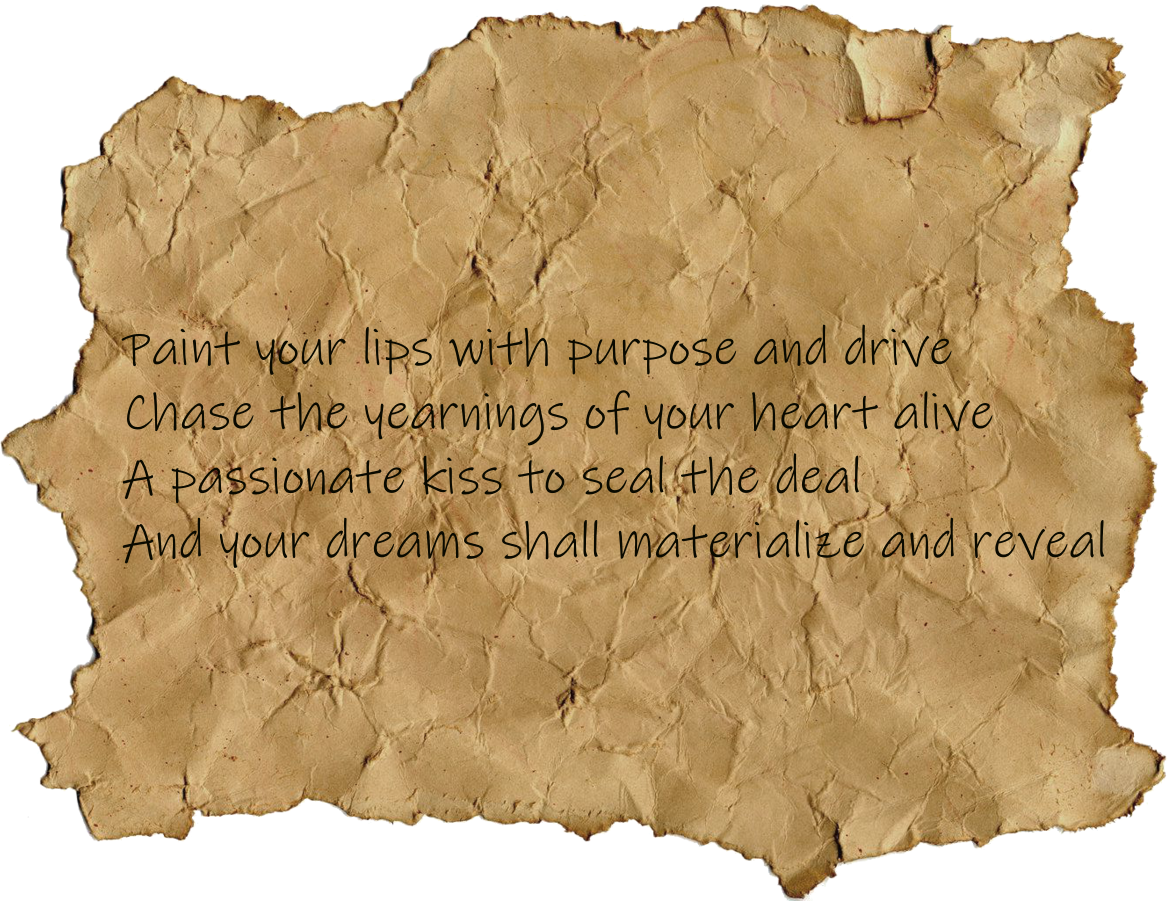 Paint your lips with purpose and drive
Chase the yearnings of your heart alive
A passionate kiss to seal the deal
And your dreams shall materialize and reveal